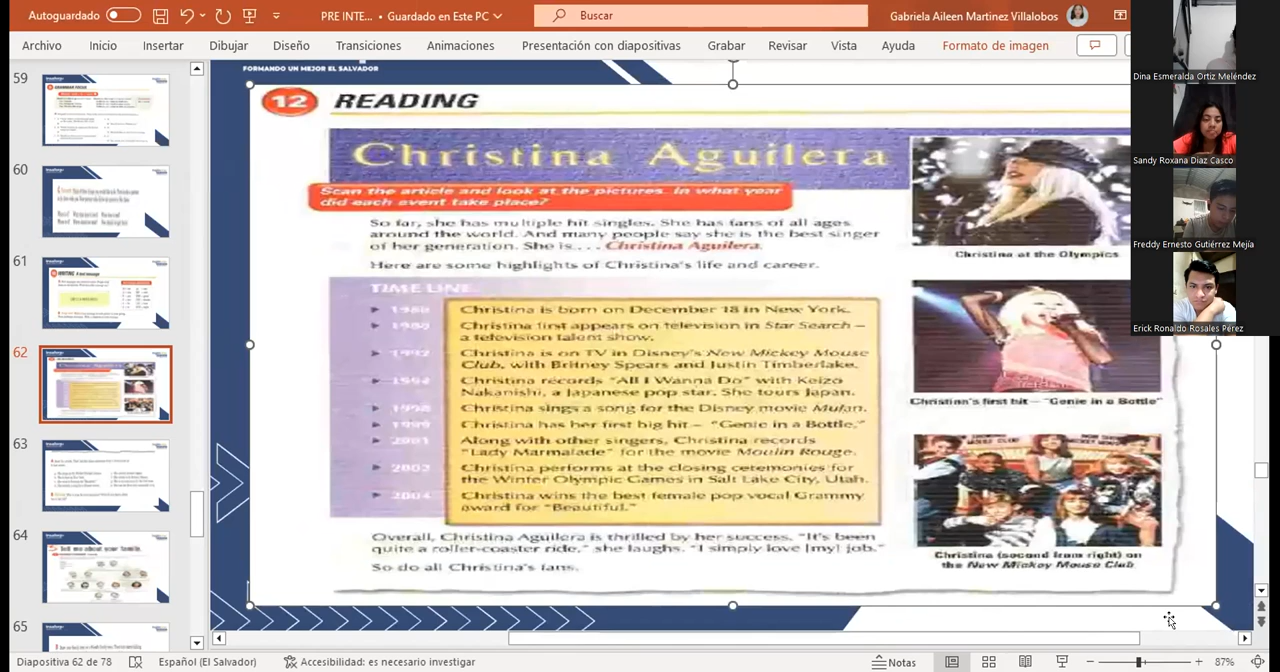 Autoguardado
PRE INTE... • Guardado en Este PC
Buscar
Gabriela Aileen Martinez Villalobos
Archivo Inicio Insertar Dibujar Diseño Transiciones Animaciones Presentación con diapositivas Grabar Revisar Vista Ayuda Formato de imagen
59
60
61
62
63
64
65
FORMANDO UN MEJOR EL SALVADOR
12 READING
Christina Aguilera
Scan the article and look at the pictures. In what year
did each event take place?
So far, she has multiple hit singles. She has fans of all ages
around the world. And many people say she is the best singer
of her generation. She is . . . Christina Aguilera.
Here are some highlights of Christina's life and career.
TIME LINE
1980 Christina is born on December 18 in New York.
Christina first appears on television in Star Search –
a television talent show.
1992 Christina is on TV in Disney's New Mickey Mouse
Club, with Britney Spears and Justin Timberlake.
1994 Christina records "All I Wanna Do" with Keizo
Nakanishi, a Japanese pop star. She tours Japan.
1998 Christina sings a song for the Disney movie Mulan.
1999 Christina has her first big hit – "Genie in a Bottle."
2001 Along with other singers, Christina records
"Lady Marmalade" for the movie Moulin Rouge.
2002 Christina performs at the closing ceremonies for
the Winter Olympic Games in Salt Lake City, Utah.
2004 Christina wins the best female pop vocal Grammy
award for "Beautiful."
Overall, Christina Aguilera is thrilled by her success. "It's been
quite a roller-coaster ride," she laughs. "I simply love [my] job."
So do all Christina's fans.
Christina at the Olympics
Christina's first hit – "Genie in a Bottle"
Christina (second from right) on
the New Mickey Mouse Club
Dina Esmeralda Ortiz Meléndez
Sandy Roxana Diaz Casco
Freddy Ernesto Gutiérrez Mejía
Erick Ronaldo Rosales Pérez
Diapositiva 62 de 78 Español (El Salvador) Accesibilidad: es necesario investigar Notas 87%